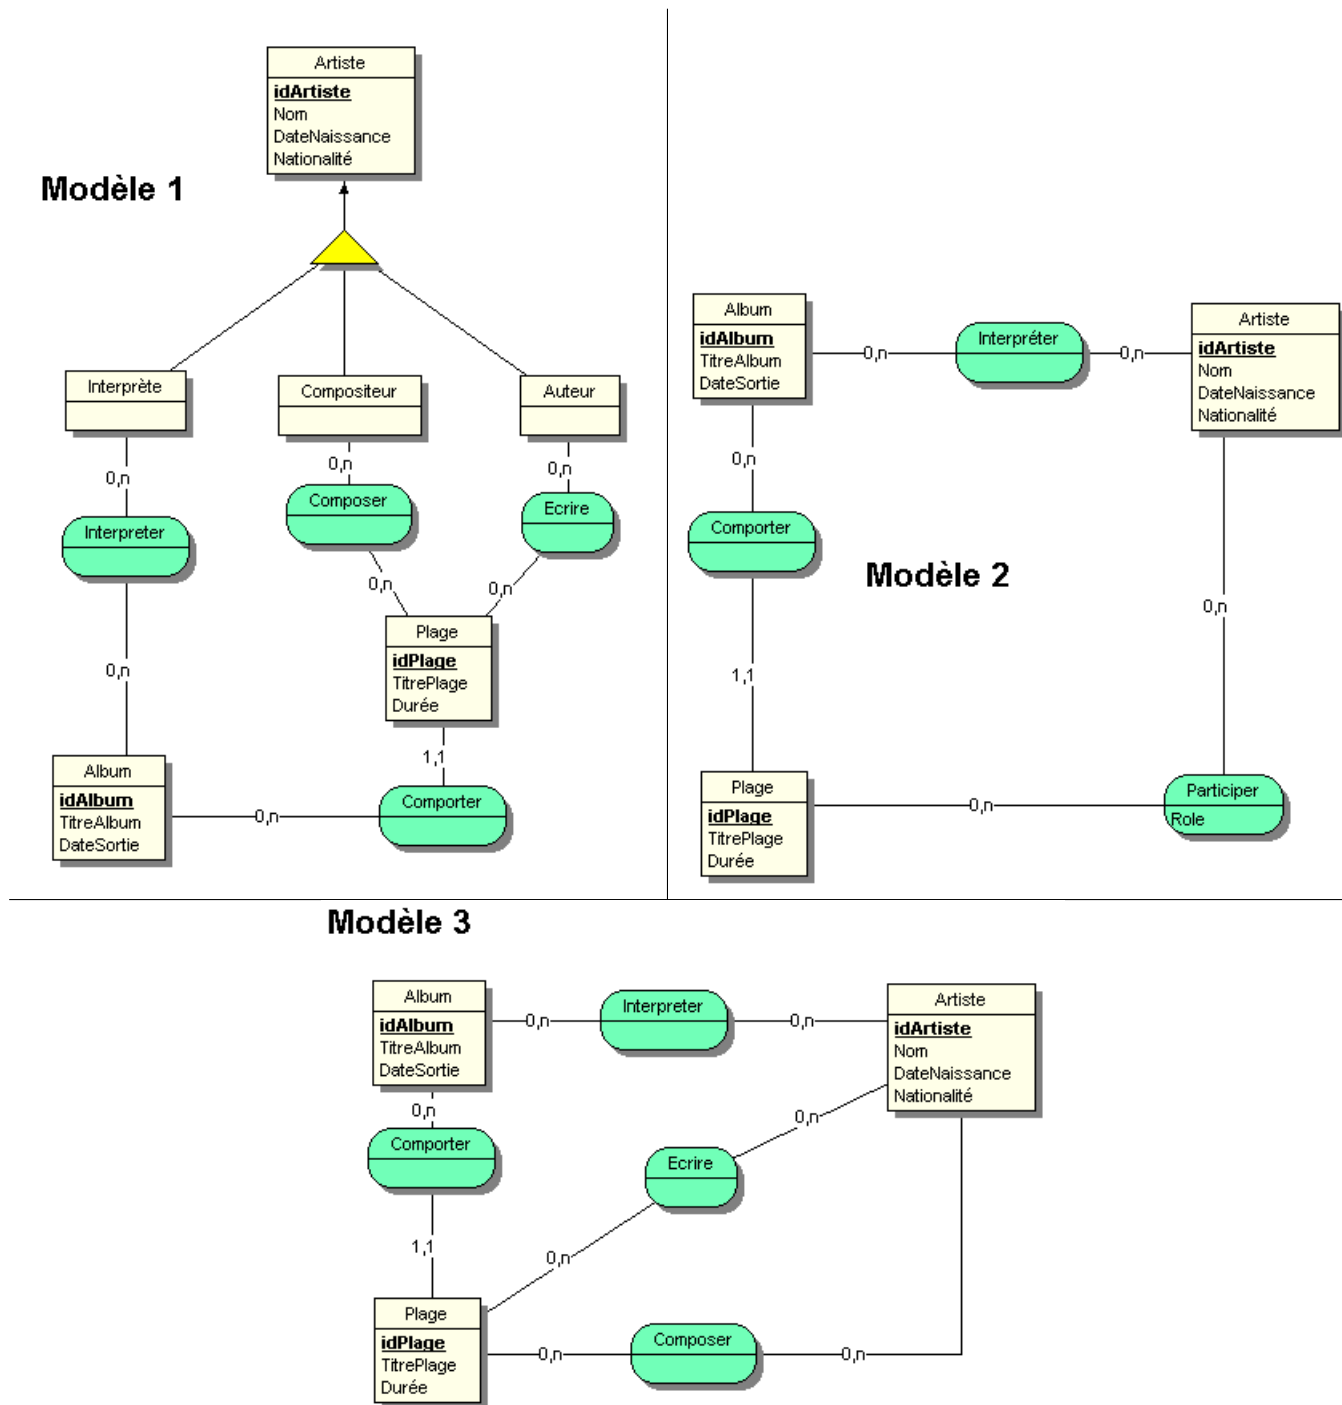 Modèle 1
Artiste
idArtiste
Nom
DateNaissance
Nationalité
Interprète
Compositeur
Auteur
0,n
0,n
0,n
Interpreter
Composer
Ecrire
0,n
0,n
0,n
Plage
idPlage
TitrePlage
Durée
1,1
Album
idAlbum
TitreAlbum
DateSortie
0,n
Comporter
Modèle 2
Album
idAlbum
TitreAlbum
DateSortie
0,n
Interpréter
0,n
Artiste
idArtiste
Nom
DateNaissance
Nationalité
0,n
Comporter
0,n
1,1
Plage
idPlage
TitrePlage
Durée
0,n
Participer
Role
Modèle 3
Album
idAlbum
TitreAlbum
DateSortie
0,n
Interpreter
0,n
Artiste
idArtiste
Nom
DateNaissance
Nationalité
0,n
Comporter
0,n
Ecrire
0,n
1,1
Plage
idPlage
TitrePlage
Durée
0,n
Composer
0,n